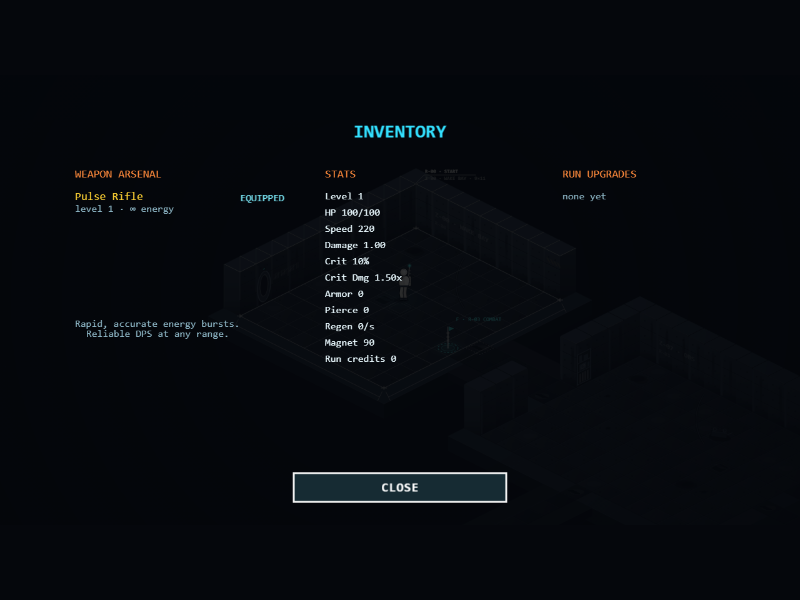 INVENTORY
WEAPON ARSENAL
Pulse Rifle
EQUIPPED
level 1 · ∞ energy
Rapid, accurate energy bursts.
Reliable DPS at any range.
STATS
Level 1
HP 100/100
Speed 220
Damage 1.00
Crit 10%
Crit Dmg 1.50x
Armor 0
Pierce 0
Regen 0/s
Magnet 90
Run credits 0
RUN UPGRADES
none yet
CLOSE